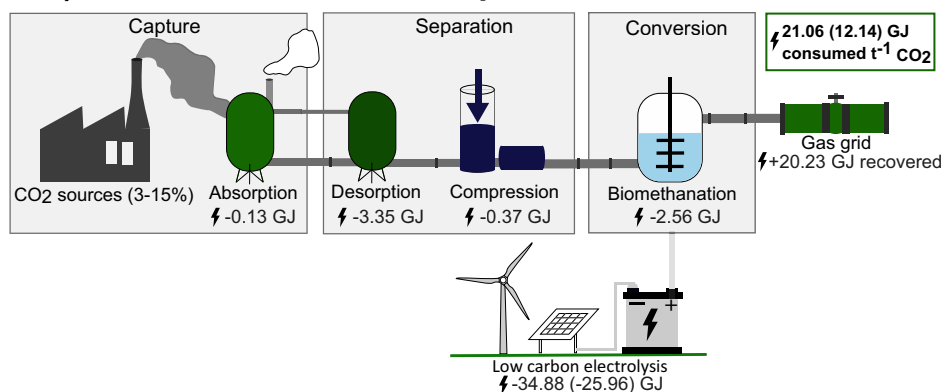 Capture
Separation
Conversion
21.06 (12.14) GJ
consumed t-1 CO2
Gas grid
+20.23 GJ recovered
CO2 sources (3-15%)
Absorption
-0.13 GJ
Desorption
-3.35 GJ
Compression
-0.37 GJ
Biomethanation
-2.56 GJ
− +
Low carbon electrolysis
-34.88 (-25.96) GJ